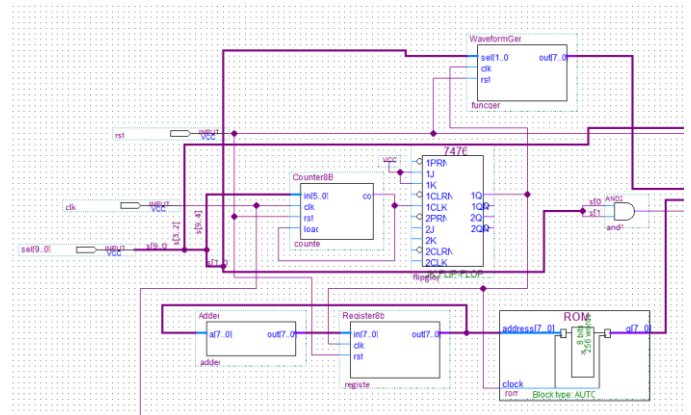 WaveformGer
sel[1..0] out[7..0]
clk
rst
funcger
rst INPUT
VCC
7476
VCC 1PRN
1J
1K
1CLRN 1Q
1CLK 1QN
2PRN 2Q
2J 2QN
2K
2CLRN
2CLK
JK FLIP-FLOP
flipflop
Counter8B
in[5..0] co
clk
rst
load
counte
clk INPUT
VCC
s[3..2]
s[9..4]
sel[9..0] INPUT s[9..0]
VCC
s[1..0]
s[0] AND2
s[1]
and
Adder
a[7..0] out[7..0]
adder
Register8b
in[7..0] out[7..0]
clk
rst
registe
ROM
address[7..0] q[7..0]
8 bits
256 words
clock
rom
Block type: AUTO